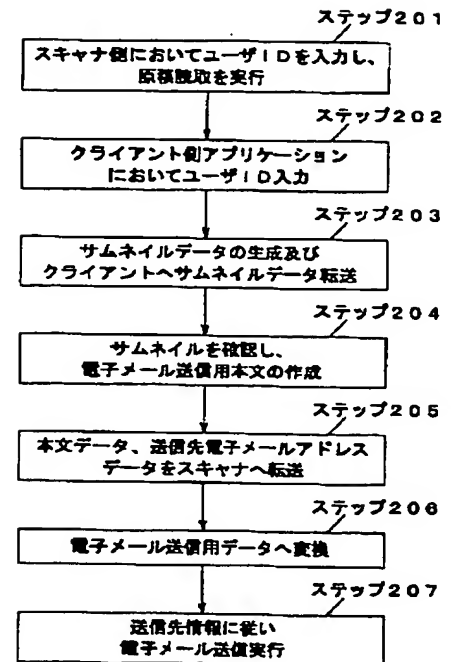 ステップ201
スキャナ側においてユーザIDを入力し、
原稿読取を実行
ステップ202
クライアント側アプリケーション
においてユーザID入力
ステップ203
サムネイルデータの生成及び
クライアントへサムネイルデータ転送
ステップ204
サムネイルを確認し、
電子メール送信用本文の作成
ステップ205
本文データ、送信先電子メールアドレス
データをスキャナへ転送
ステップ206
電子メール送信用データへ変換
ステップ207
送信先情報に従い
電子メール送信実行